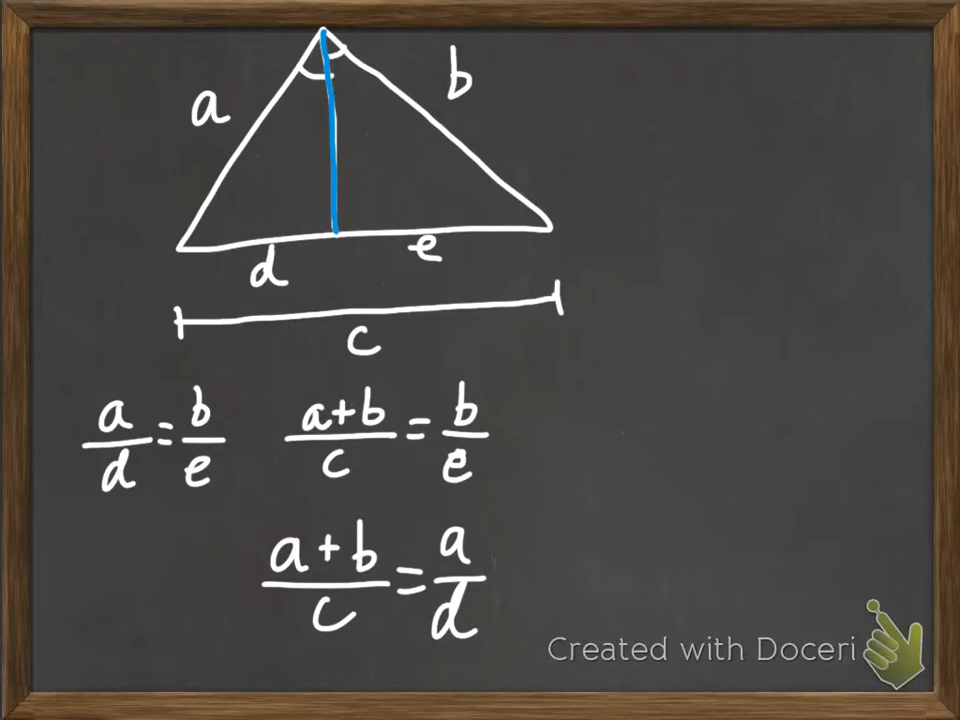 a
b
d
e
c
a/d = b/e
(a+b)/c = b/e
(a+b)/c = a/d
Created with Doceri